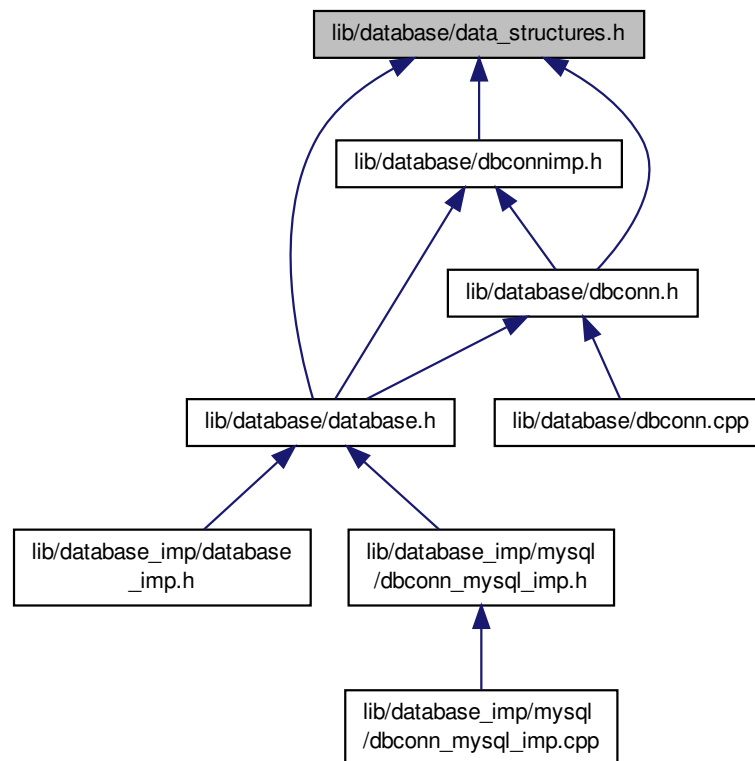 lib/database/data_structures.h
lib/database/dbconnimp.h
lib/database/dbconn.h
lib/database/database.h
lib/database/dbconn.cpp
lib/database_imp/database
_imp.h
lib/database_imp/mysql
/dbconn_mysql_imp.h
lib/database_imp/mysql
/dbconn_mysql_imp.cpp